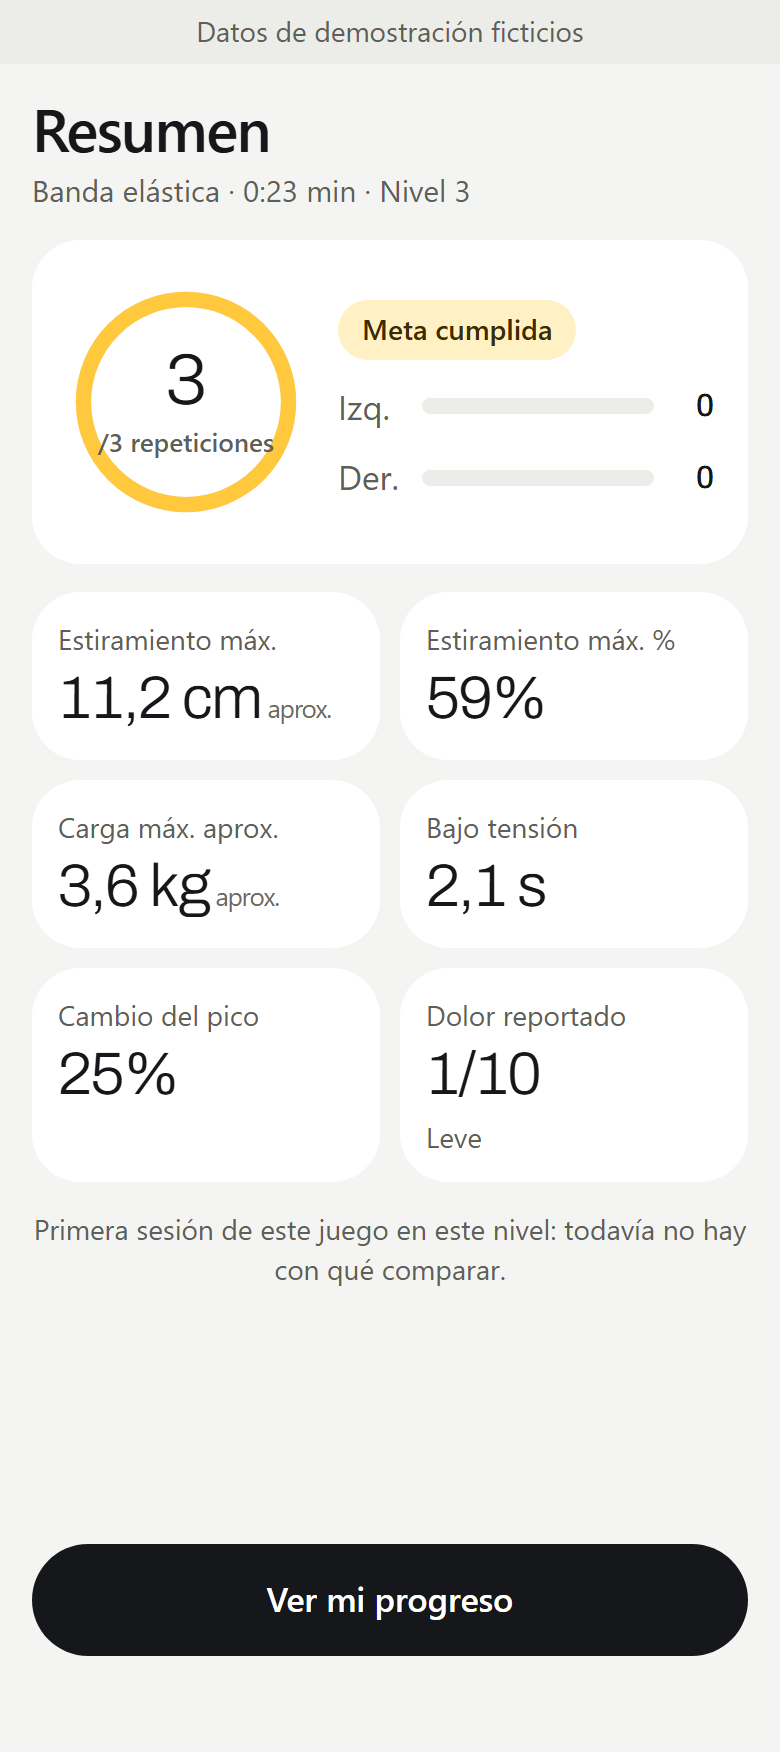 Datos de demostración ficticios
Resumen
Banda elástica · 0:23 min · Nivel 3
3
/3 repeticiones
Meta cumplida
Izq. 0
Der. 0
Estiramiento máx.
11,2 cm aprox.
Estiramiento máx. %
59%
Carga máx. aprox.
3,6 kg aprox.
Bajo tensión
2,1 s
Cambio del pico
25%
Dolor reportado
1/10
Leve
Primera sesión de este juego en este nivel: todavía no hay
con qué comparar.
Ver mi progreso